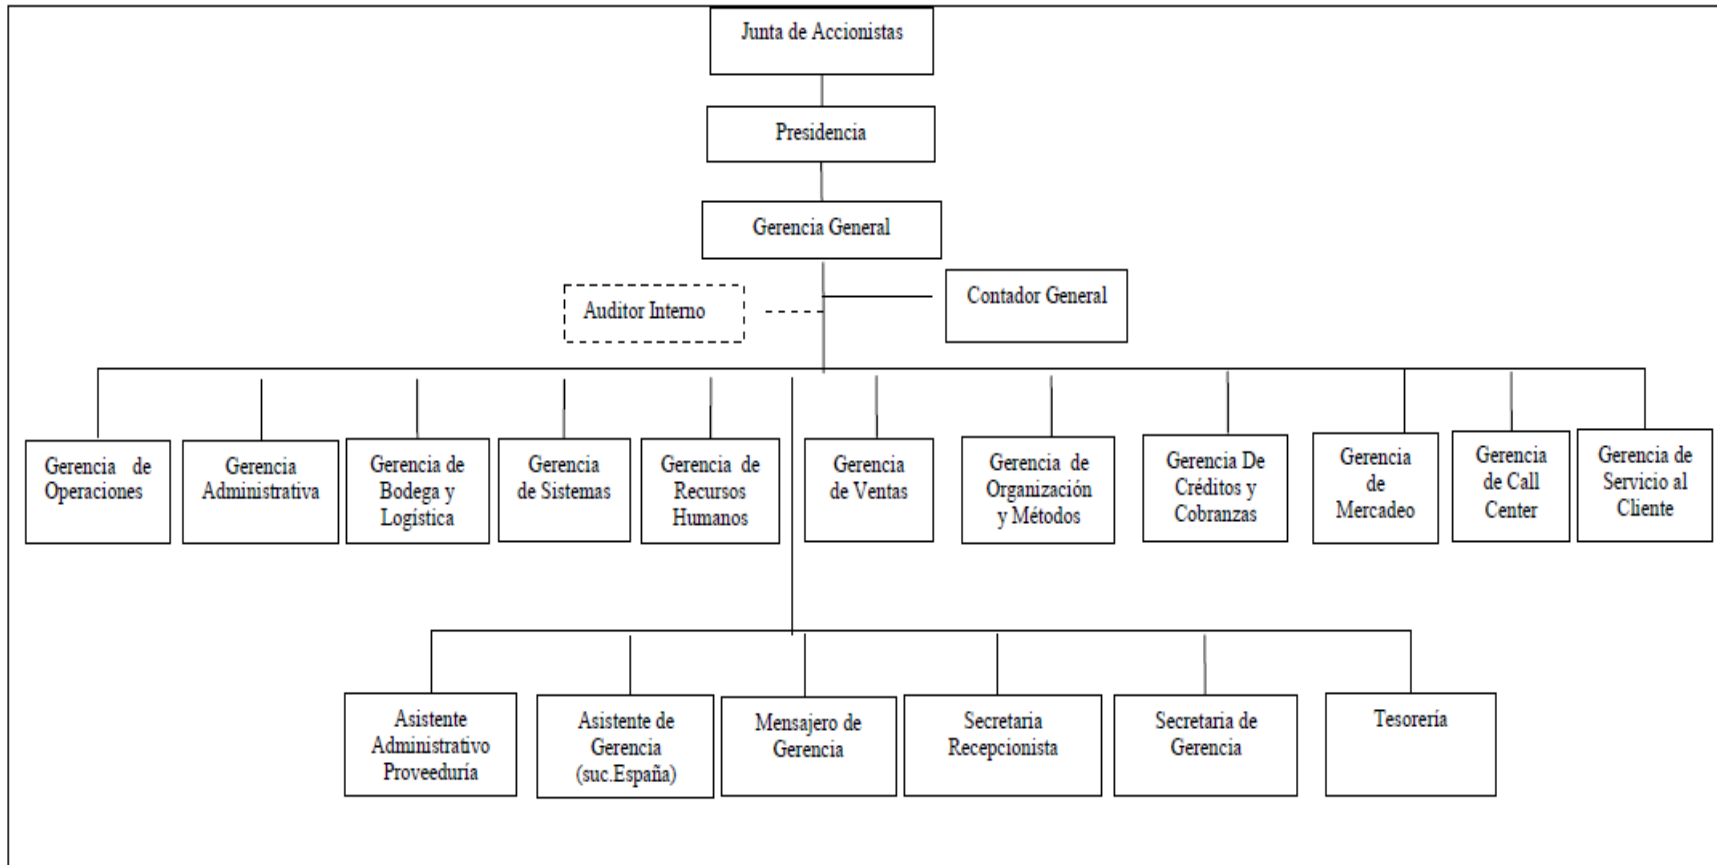 Junta de Accionistas
Presidencia
Gerencia General
Contador General
Auditor Interno
Gerencia de
Operaciones
Gerencia
Administrativa
Gerencia de
Bodega y
Logística
Gerencia
de Sistemas
Gerencia de
Recursos
Humanos
Gerencia
de Ventas
Gerencia de
Organización
y Métodos
Gerencia De
Créditos y
Cobranzas
Gerencia
de
Mercadeo
Gerencia
de Call
Center
Gerencia de
Servicio al
Cliente
Asistente
Administrativo
Proveeduría
Asistente de
Gerencia
(suc.España)
Mensajero de
Gerencia
Secretaria
Recepcionista
Secretaria de
Gerencia
Tesorería